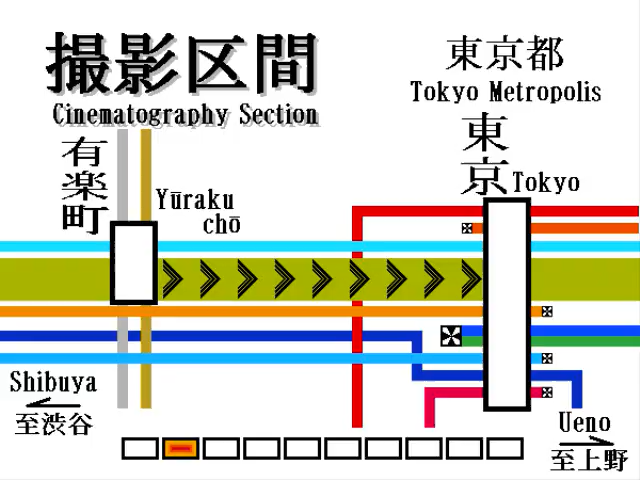 撮影区間
Cinematography Section
東京都
Tokyo Metropolis
有楽町
Yūraku
chō
東京
Tokyo
Shibuya
至渋谷
Ueno
至上野